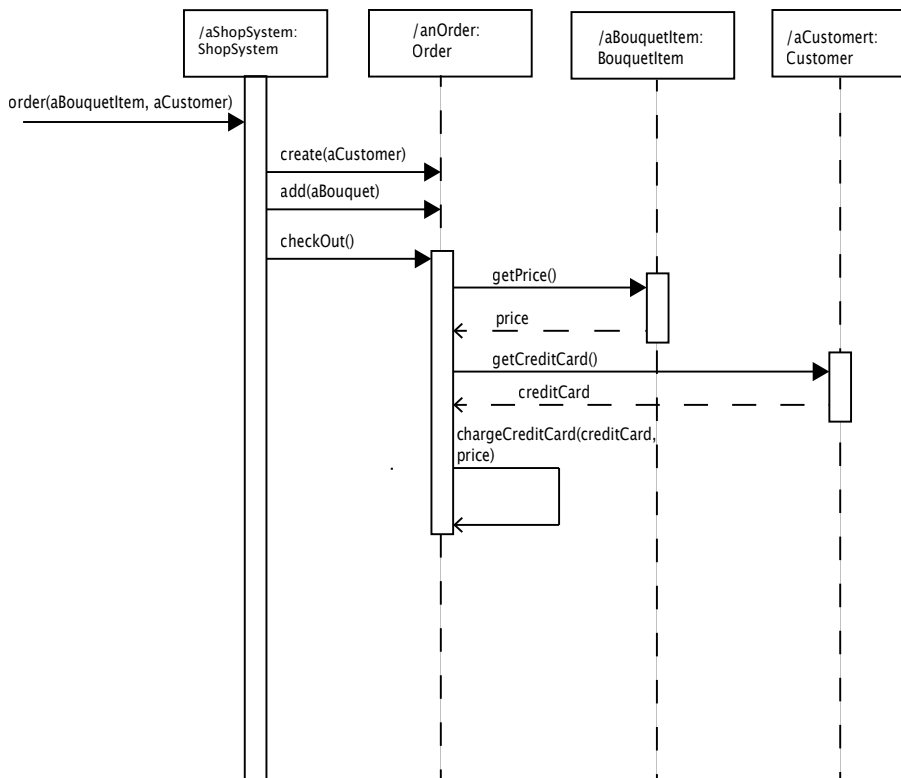 /aShopSystem:
ShopSystem
/anOrder:
Order
/aBouquetItem:
BouquetItem
/aCustomert:
Customer
order(aBouquetItem, aCustomer)
create(aCustomer)
add(aBouquet)
checkOut()
getPrice()
price
getCreditCard()
creditCard
chargeCreditCard(creditCard,
price)